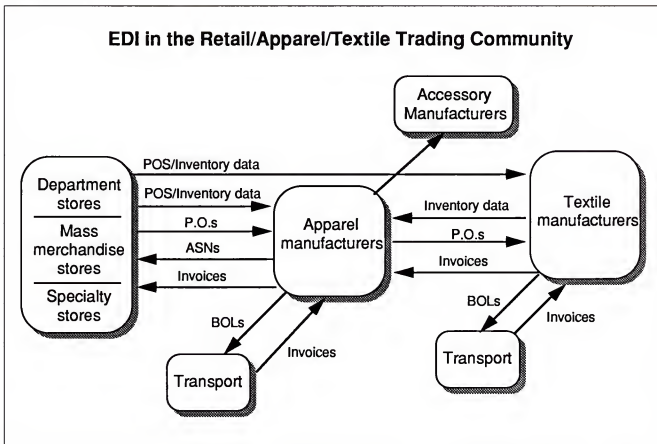 EDI in the Retail/Apparel/Textile Trading Community
Accessory
Manufacturers
POS/Inventory data
Department
stores
Mass
merchandise
stores
Specialty
stores
POS/Inventory data
P.O.s
ASNs
Invoices
Apparel
manufacturers
Inventory data
P.O.s
Invoices
Textile
manufacturers
BOLs
Invoices
Transport
BOLs
Invoices
Transport